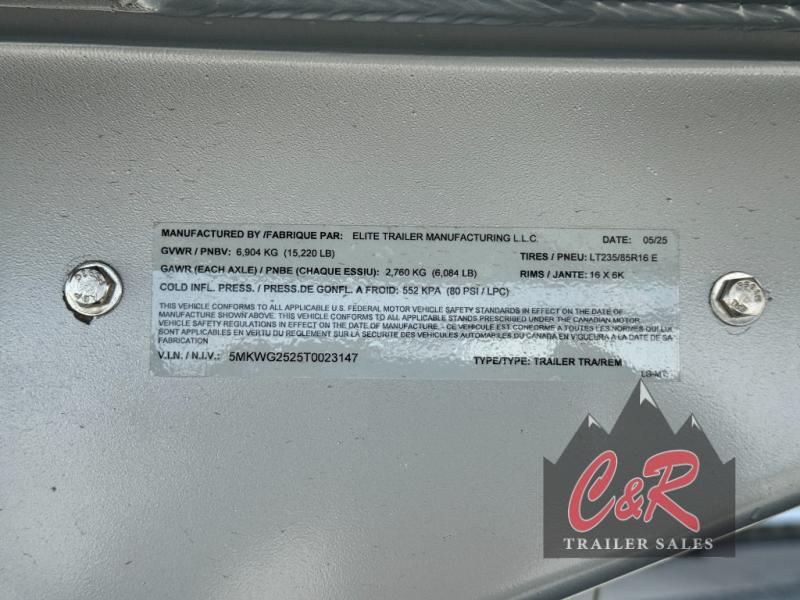 MANUFACTURED BY /FABRIQUE PAR: ELITE TRAILER MANUFACTURING L.L.C. DATE: 05/25
GVWR / PNBV: 6,904 KG (15,220 LB) TIRES / PNEU: LT235/85R16 E
GAWR (EACH AXLE) / PNBE (CHAQUE ESSIU): 2,760 KG (6,084 LB) RIMS / JANTE: 16 X 6K
COLD INFL. PRESS. / PRESS.DE GONFL. A FROID: 552 KPA (80 PSI / LPC)
THIS VEHICLE CONFORMS TO ALL APPLICABLE U.S. FEDERAL MOTOR VEHICLE SAFETY STANDARDS IN EFFECT ON THE DATE OF
MANUFACTURE SHOWN ABOVE. THIS VEHICLE CONFORMS TO ALL APPLICABLE STANDARDS PRESCRIBED UNDER THE CANADIAN MOTOR
VEHICLE SAFETY REGULATIONS IN EFFECT ON THE DATE OF MANUFACTURE. - CE VEHICULE EST CONFORME A TOUTES LES NORMES QUI LUI
SONT APPLICABLES EN VERTU DU REGLEMENT SUR LA SECURITE DES VEHICULES AUTOMOBILES DU CANADA EN VIGUEURA LA DATE DE SA
FABRICATION
V.I.N. / N.I.V.: 5MKWG2525T0023147 TYPE/TYPE: TRAILER TRA/REM
C&R
TRAILER SALES